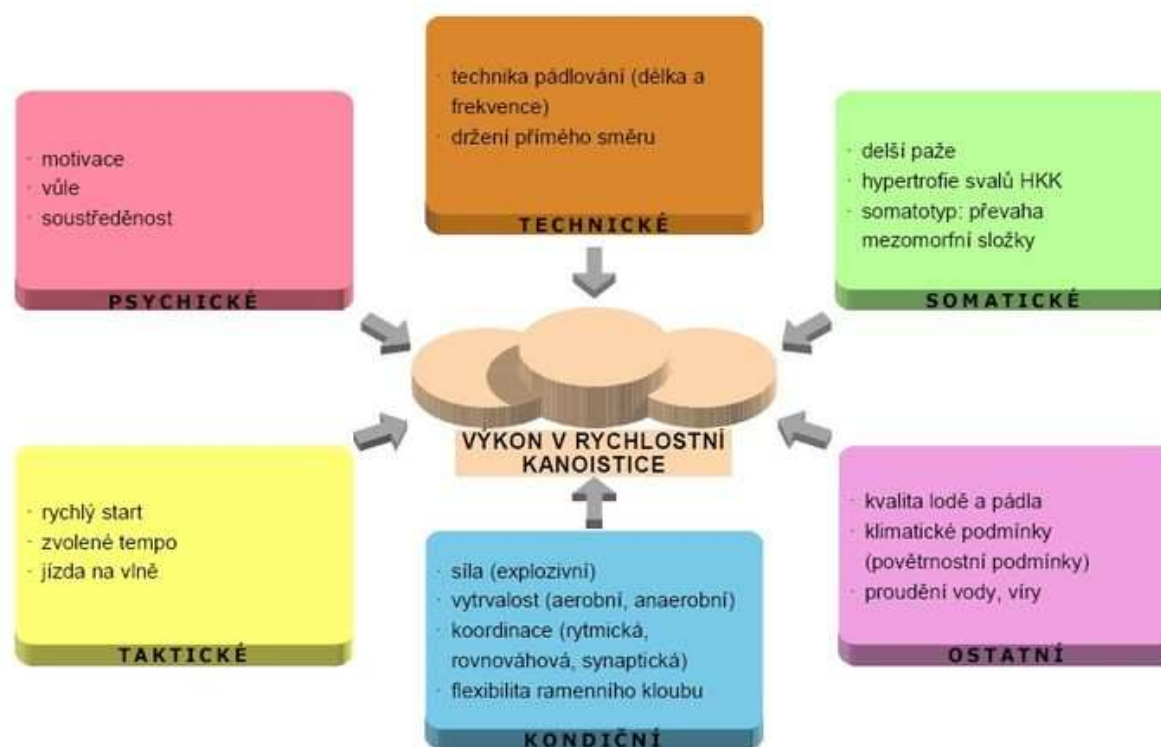 · technika pádlování (délka a
frekvence)
· držení přímého směru
TECHNICKÉ
· motivace
· vůle
· soustředěnost
PSYCHICKÉ
· delší paže
· hypertrofie svalů HKK
· somatotyp: převaha
mezomorfní složky
SOMATICKÉ
VÝKON V RYCHLOSTNÍ
KANOISTICE
· rychlý start
· zvolené tempo
· jízda na vlně
TAKTICKÉ
· síla (explozivní)
· vytrvalost (aerobní, anaerobní)
· koordinace (rytmická,
rovnováhová, synaptická)
· flexibilita ramenního kloubu
KONDIČNÍ
· kvalita lodě a pádla
· klimatické podmínky
(povětrnostní podmínky)
· proudění vody, víry
OSTATNÍ